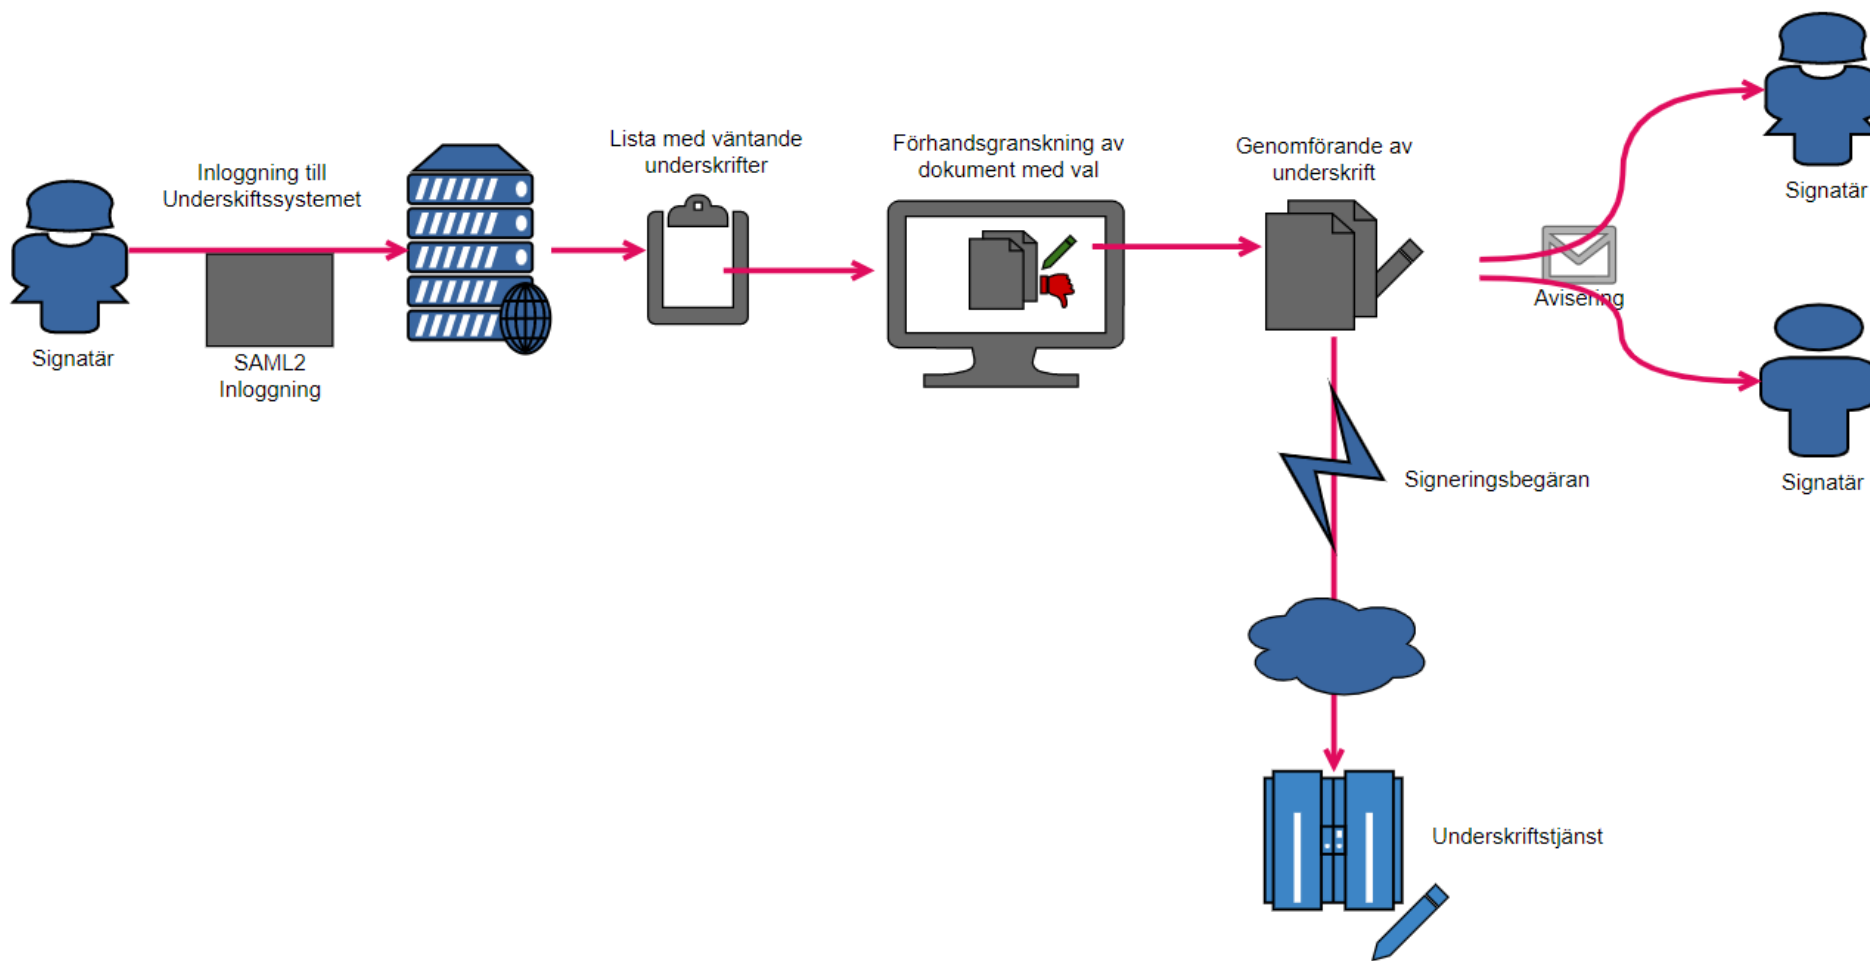 Inloggning till
Underskiftssystemet
Signatär
SAML2
Inloggning
Lista med väntande
underskrifter
Förhandsgranskning av
dokument med val
Genomförande av
underskrift
Avisering
Signatär
Signatär
Signeringsbegäran
Underskriftstjänst